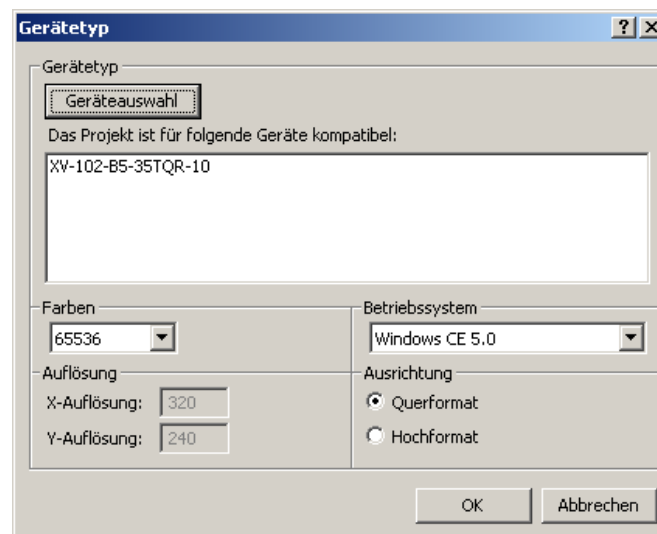 Gerätetyp
Gerätetyp
Geräteauswahl
Das Projekt ist für folgende Geräte kompatibel:
XV-102-B5-35TQR-10
Farben
65536
Betriebssystem
Windows CE 5.0
Auflösung
X-Auflösung: 320
Y-Auflösung: 240
Ausrichtung
Querformat
Hochformat
OK
Abbrechen